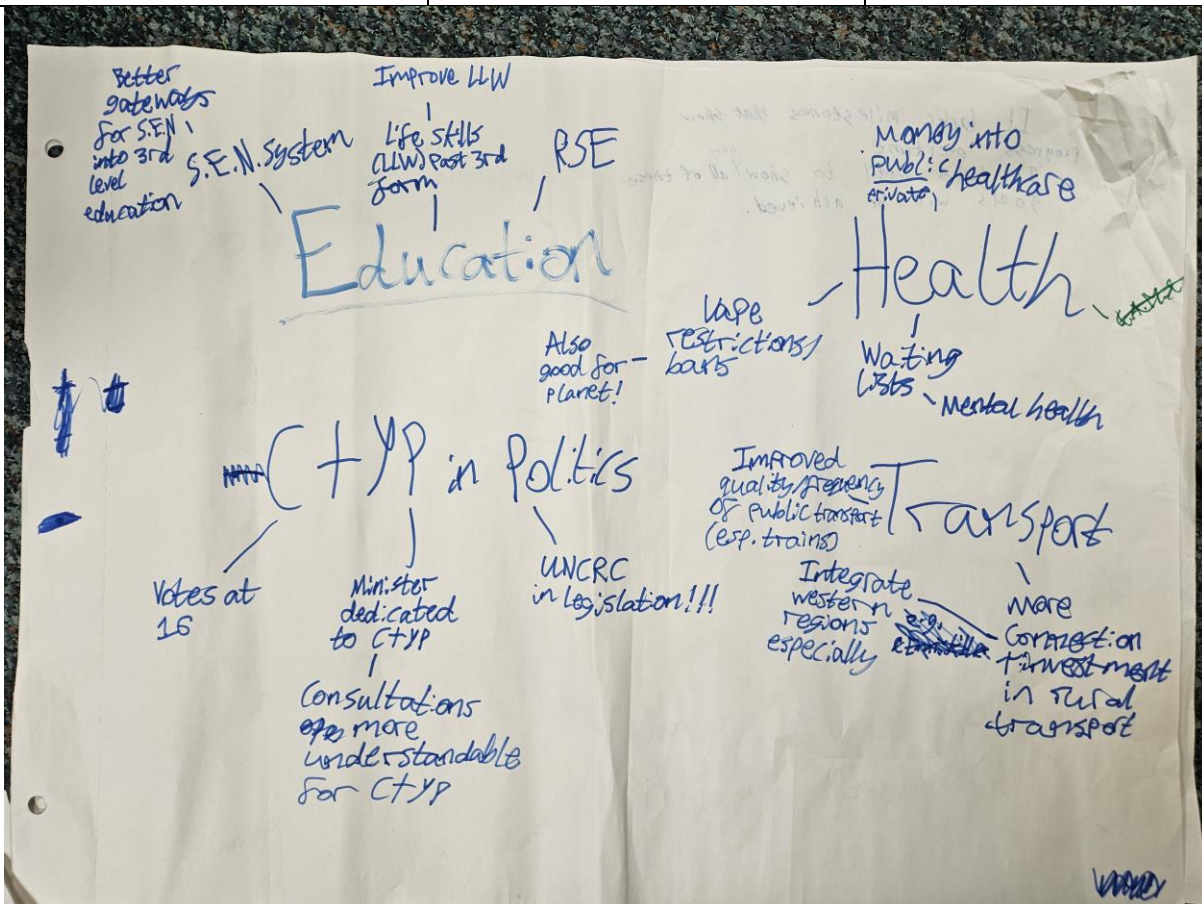 Better
gateways
for S.E.N
into 3rd
level
education
S.E.N. System
Improve LLW
Life skills
(LLW) past 3rd
form
RSE
Education
Money into
public healthcare
private
Health
Vape
restrictions/
bans
Also
good for
planet!
Waiting
lists
Mental health
C+YP in Politics
Votes at
16
Minister
dedicated
to C+YP
Consultations
more
understandable
for C+YP
UNCRC
in legislation!!!
Improved
quality/frequency
of public transport
(esp. trains)
Transport
Integrate
western e.g.
regions
especially
More
Connection
+ investment
in rural
transport